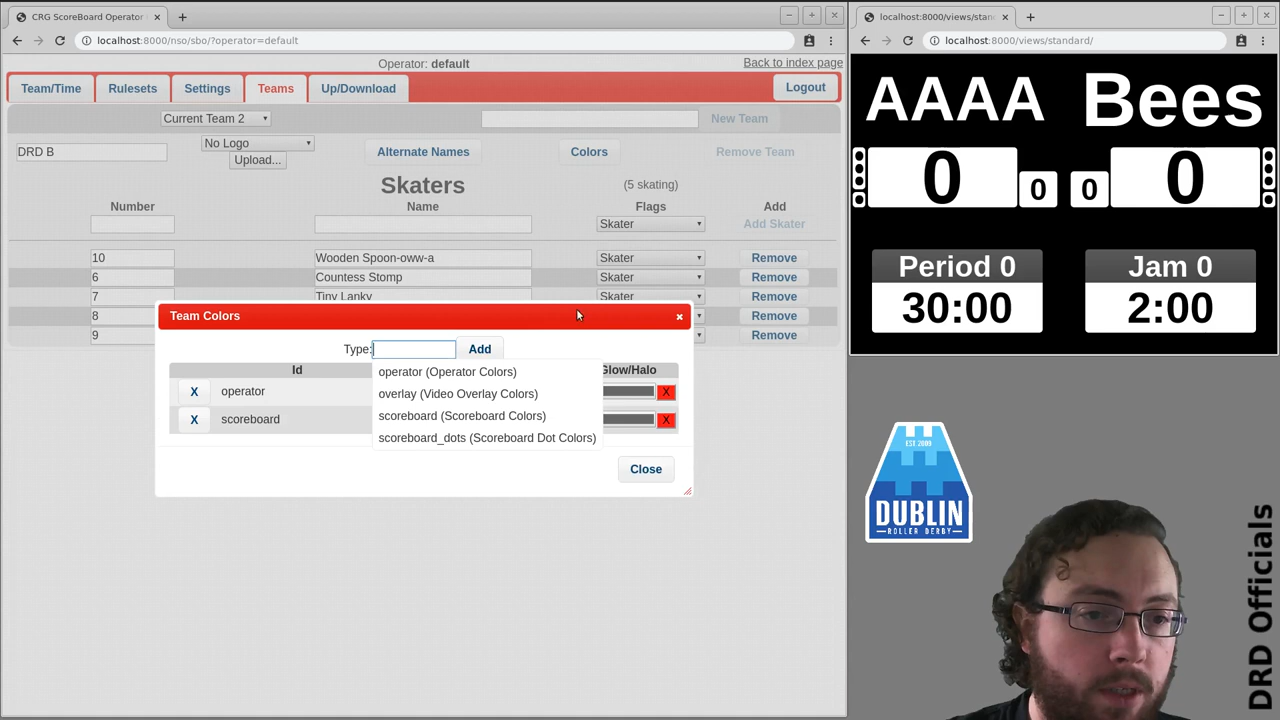 CRG ScoreBoard Operator
localhost:8000/views/stan
localhost:8000/nso/sbo/?operator=default
localhost:8000/views/standard/
Operator: default
Back to index page
Team/Time
Rulesets
Settings
Teams
Up/Download
Logout
Current Team 2
New Team
DRD B
No Logo
Upload...
Alternate Names
Colors
Remove Team
Skaters
(5 skating)
Number Name Flags Add
Skater Add Skater
10 Wooden Spoon-oww-a Skater Remove
6 Countess Stomp Skater Remove
7 Tiny Lanky Skater Remove
8 Remove
9 Remove
Team Colors
×
Type: Add
Id Glow/Halo
X operator X
X scoreboard X
operator (Operator Colors)
overlay (Video Overlay Colors)
scoreboard (Scoreboard Colors)
scoreboard_dots (Scoreboard Dot Colors)
Close
AAAA Bees
0 0 0 0
Period 0 Jam 0
30:00 2:00
EST 2009
DUBLIN
ROLLER DERBY
DRD Officials